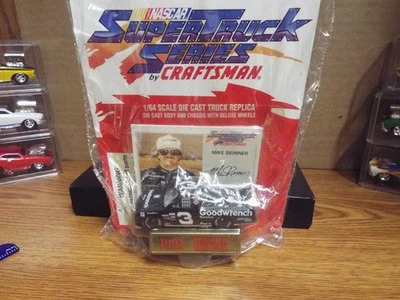 NASCAR
SUPERTRUCK
SERIES
by CRAFTSMAN
1/64 SCALE DIE CAST TRUCK REPLICA
DIE CAST BODY AND CHASSIS WITH DELUXE WHEELS
MIKE SKINNER
3
Goodwrench